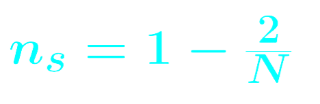 n_s = 1 - \frac{2}{N}